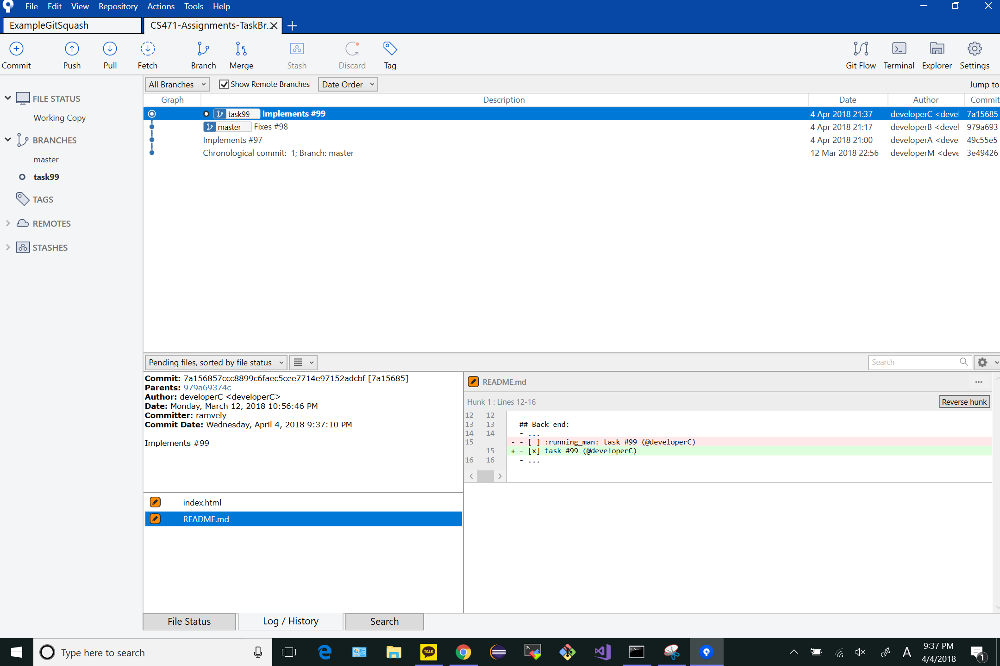 File Edit View Repository Actions Tools Help
ExampleGitSquash CS471-Assignments-TaskBr..
Commit Push Pull Fetch Branch Merge Stash Discard Tag Git Flow Terminal Explorer Settings
All Branches Show Remote Branches Date Order Jump to
FILE STATUS
Working Copy
BRANCHES
master
task99
TAGS
REMOTES
STASHES
Graph Description Date Author Commit
task99 Implements #99 4 Apr 2018 21:37 developerC <devel 7a15685
master Fixes #98 4 Apr 2018 21:17 developerB <devel 979a693
Implements #97 4 Apr 2018 21:00 developerA <deve 49c55e5
Chronological commit: 1; Branch: master 12 Mar 2018 22:56 developerM <deve 3e49426
Pending files, sorted by file status Search
Commit: 7a156857ccc8899c6faec5cee7714e97152adcbf [7a15685]
Parents: 979a69374c
Author: developerC <developerC>
Date: Monday, March 12, 2018 10:56:46 PM
Committer: ramvely
Commit Date: Wednesday, April 4, 2018 9:37:10 PM
Implements #99
index.html
README.md
README.md ...
Hunk 1 : Lines 12-16 Reverse hunk
12 12
13 13 ## Back end:
14 14 - ...
15 - - [ ] :running_man: task #99 (@developerC)
15 + - [x] task #99 (@developerC)
16 16 - ...
File Status Log / History Search
Type here to search TALK A 9:37 PM
4/4/2018 1